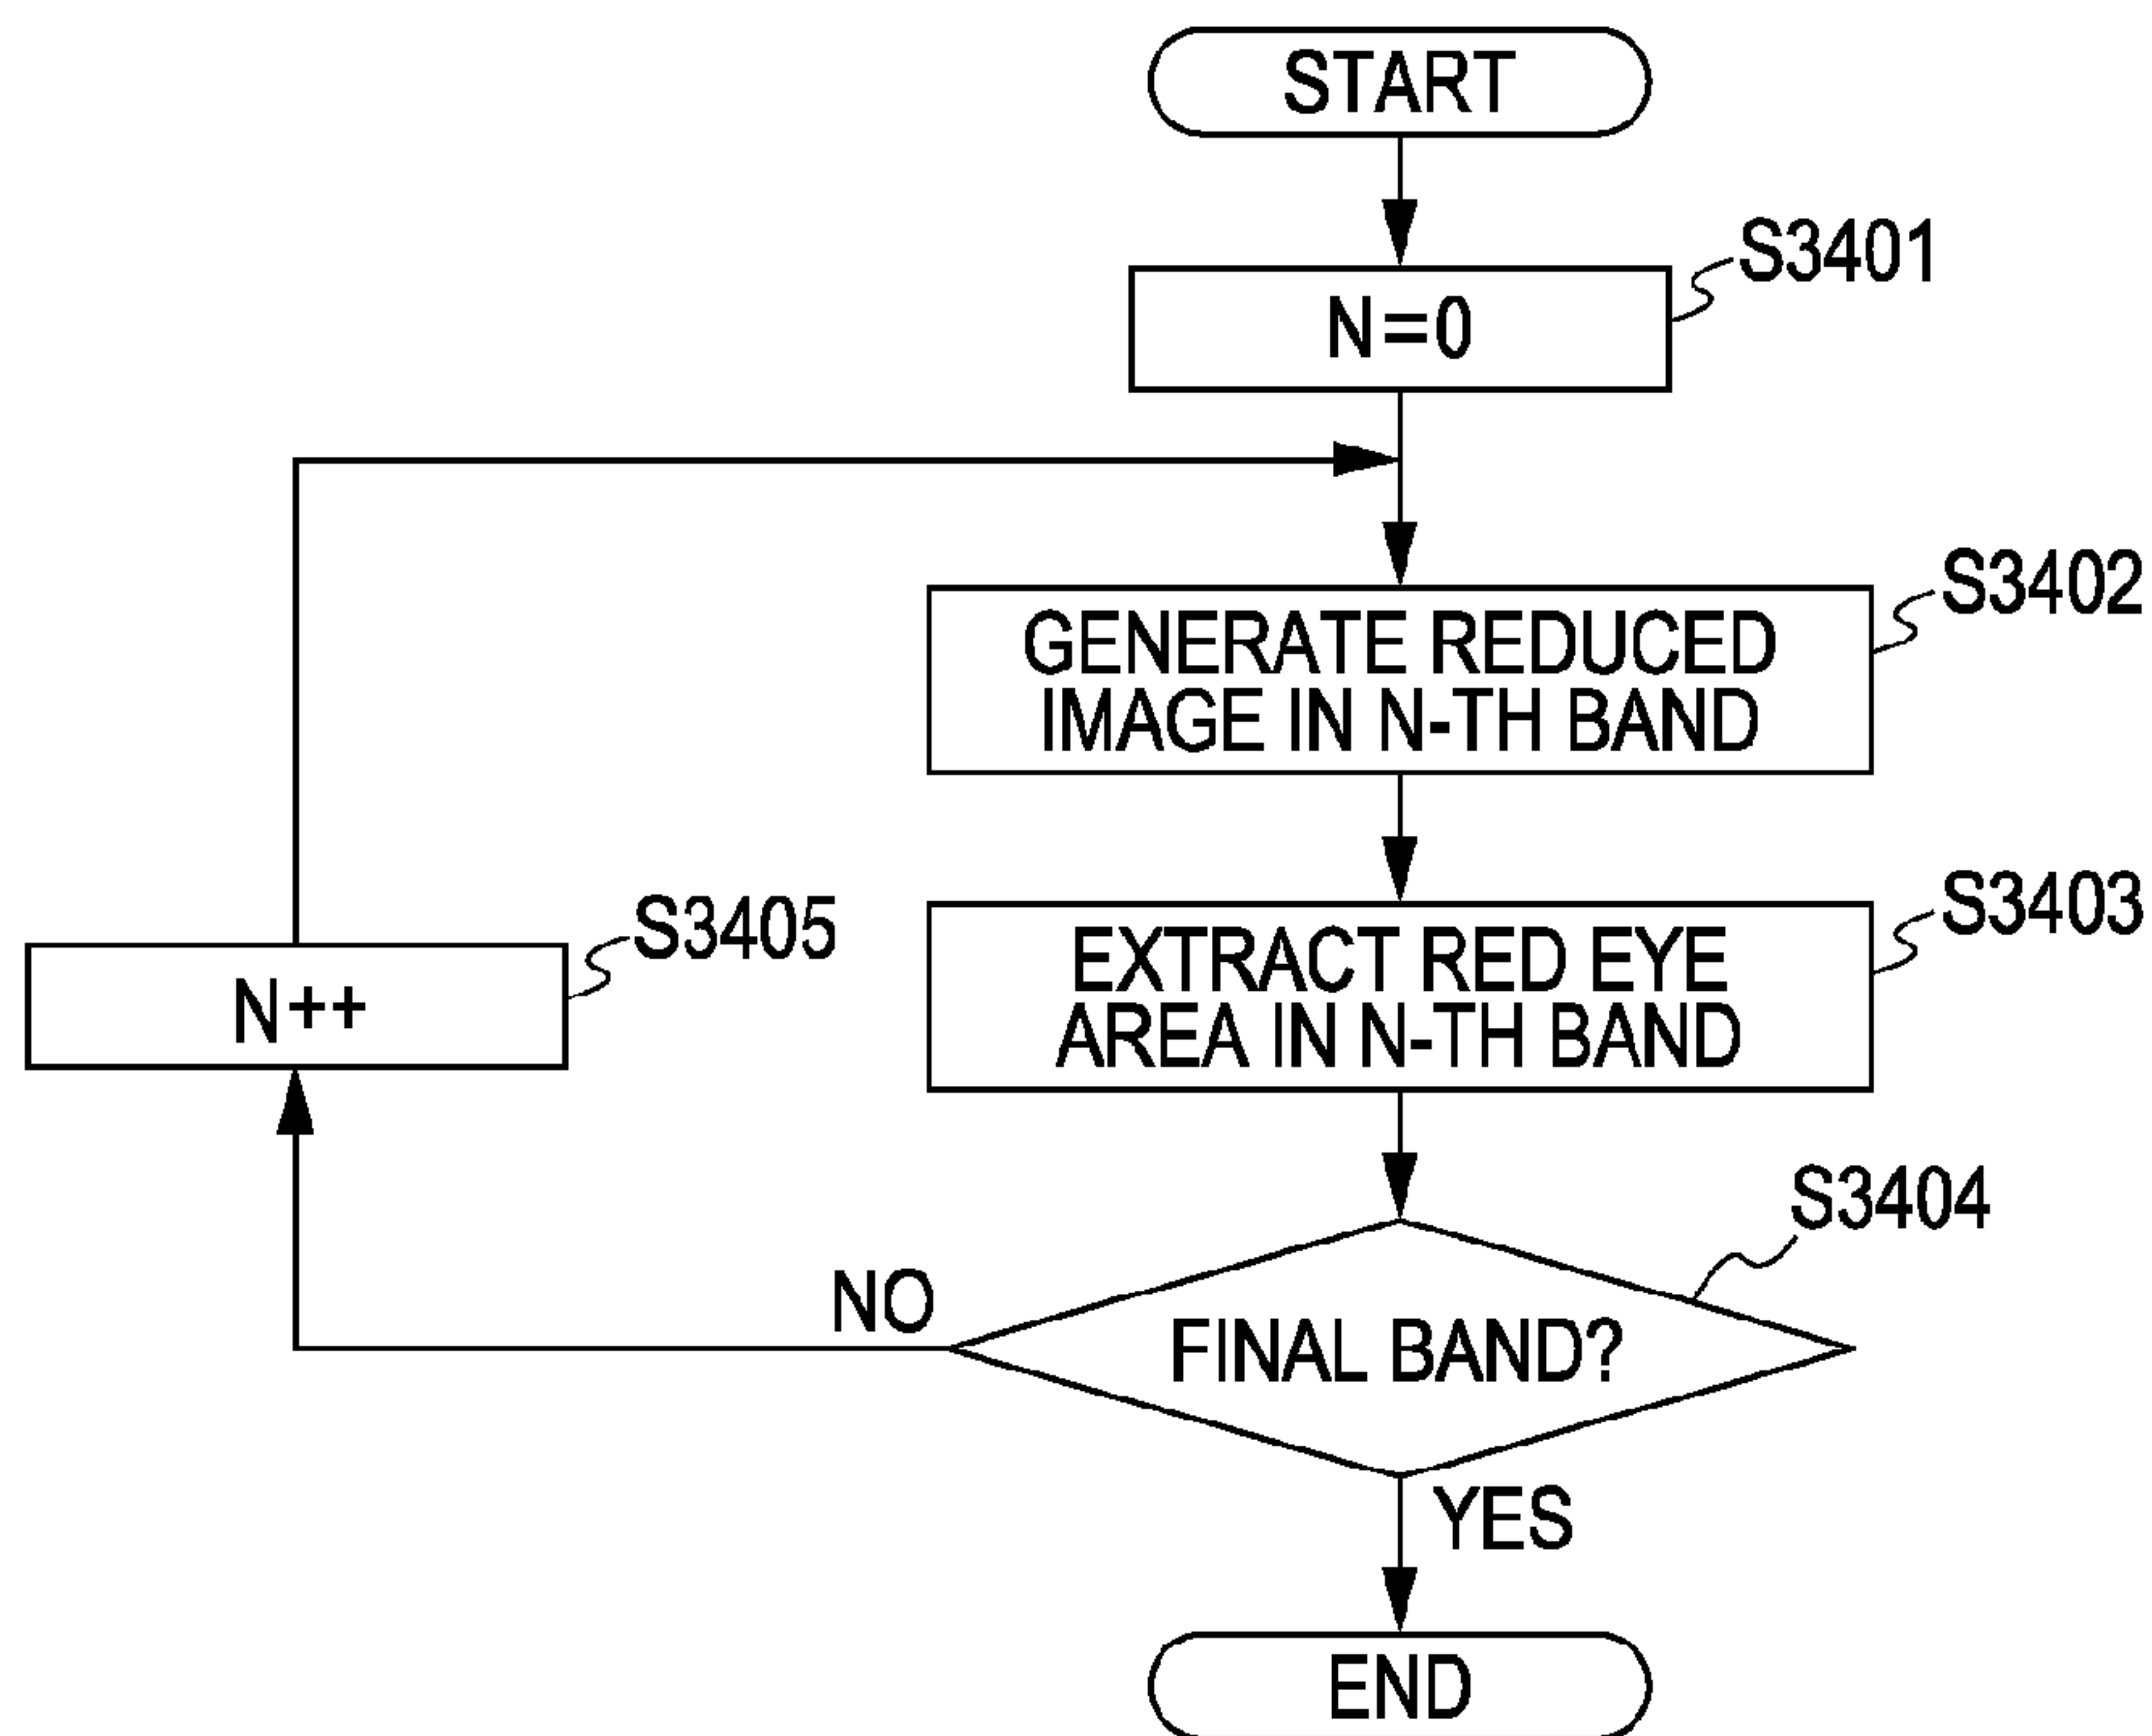 START
S3401
N=0
S3402
GENERATE REDUCED
IMAGE IN N-TH BAND
S3403
EXTRACT RED EYE
AREA IN N-TH BAND
S3405
N++
S3404
NO
FINAL BAND?
YES
END